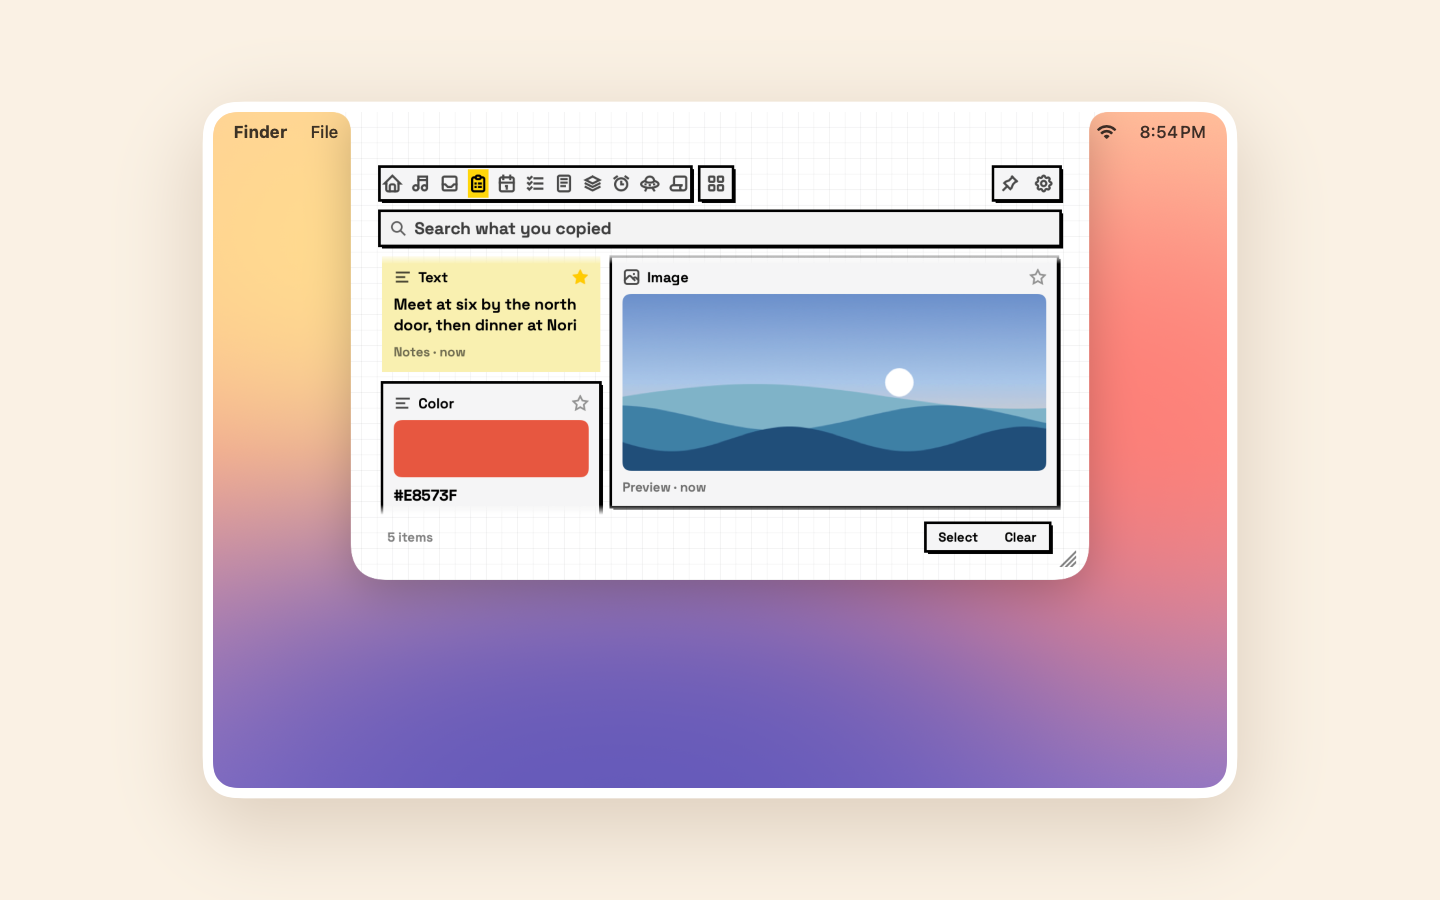 Finder File
8:54 PM
Search what you copied
Text
Meet at six by the north
door, then dinner at Nori
Notes · now
Color
#E8573F
Image
Preview · now
5 items
Select Clear